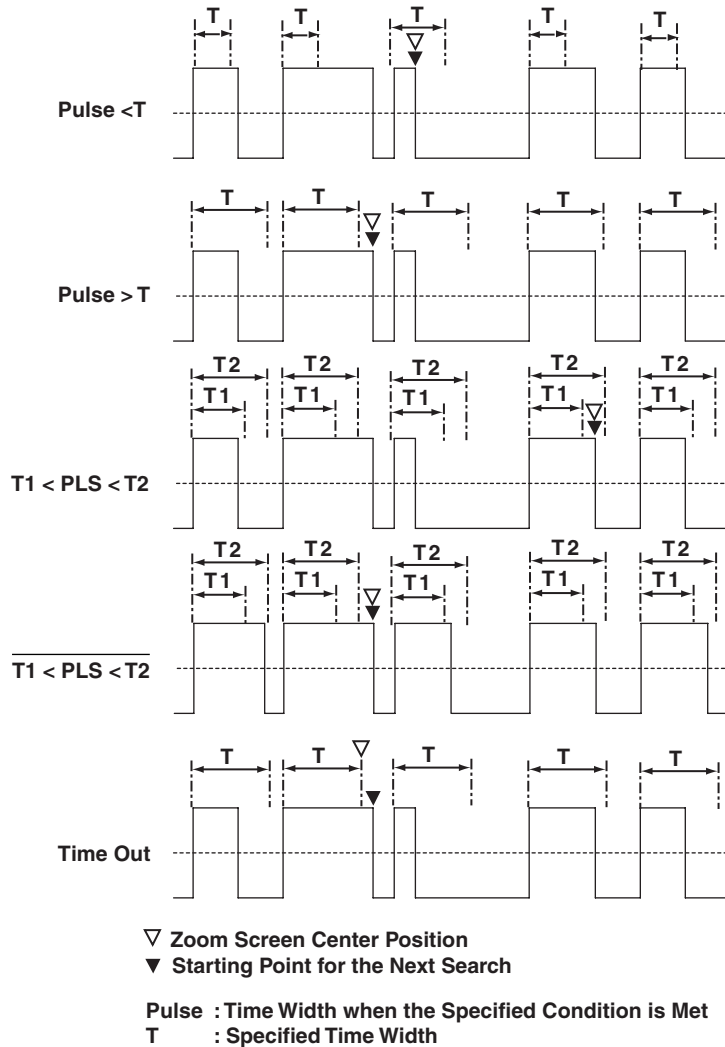 T T T T T
Pulse <T
T T T T T
Pulse > T
T2 T2 T2 T2 T2
T1 T1 T1 T1 T1
T1 < PLS < T2
T2 T2 T2 T2 T2
T1 T1 T1 T1 T1
T1 < PLS < T2
T T T T T
Time Out
▽ Zoom Screen Center Position
▼ Starting Point for the Next Search
Pulse : Time Width when the Specified Condition is Met
T : Specified Time Width